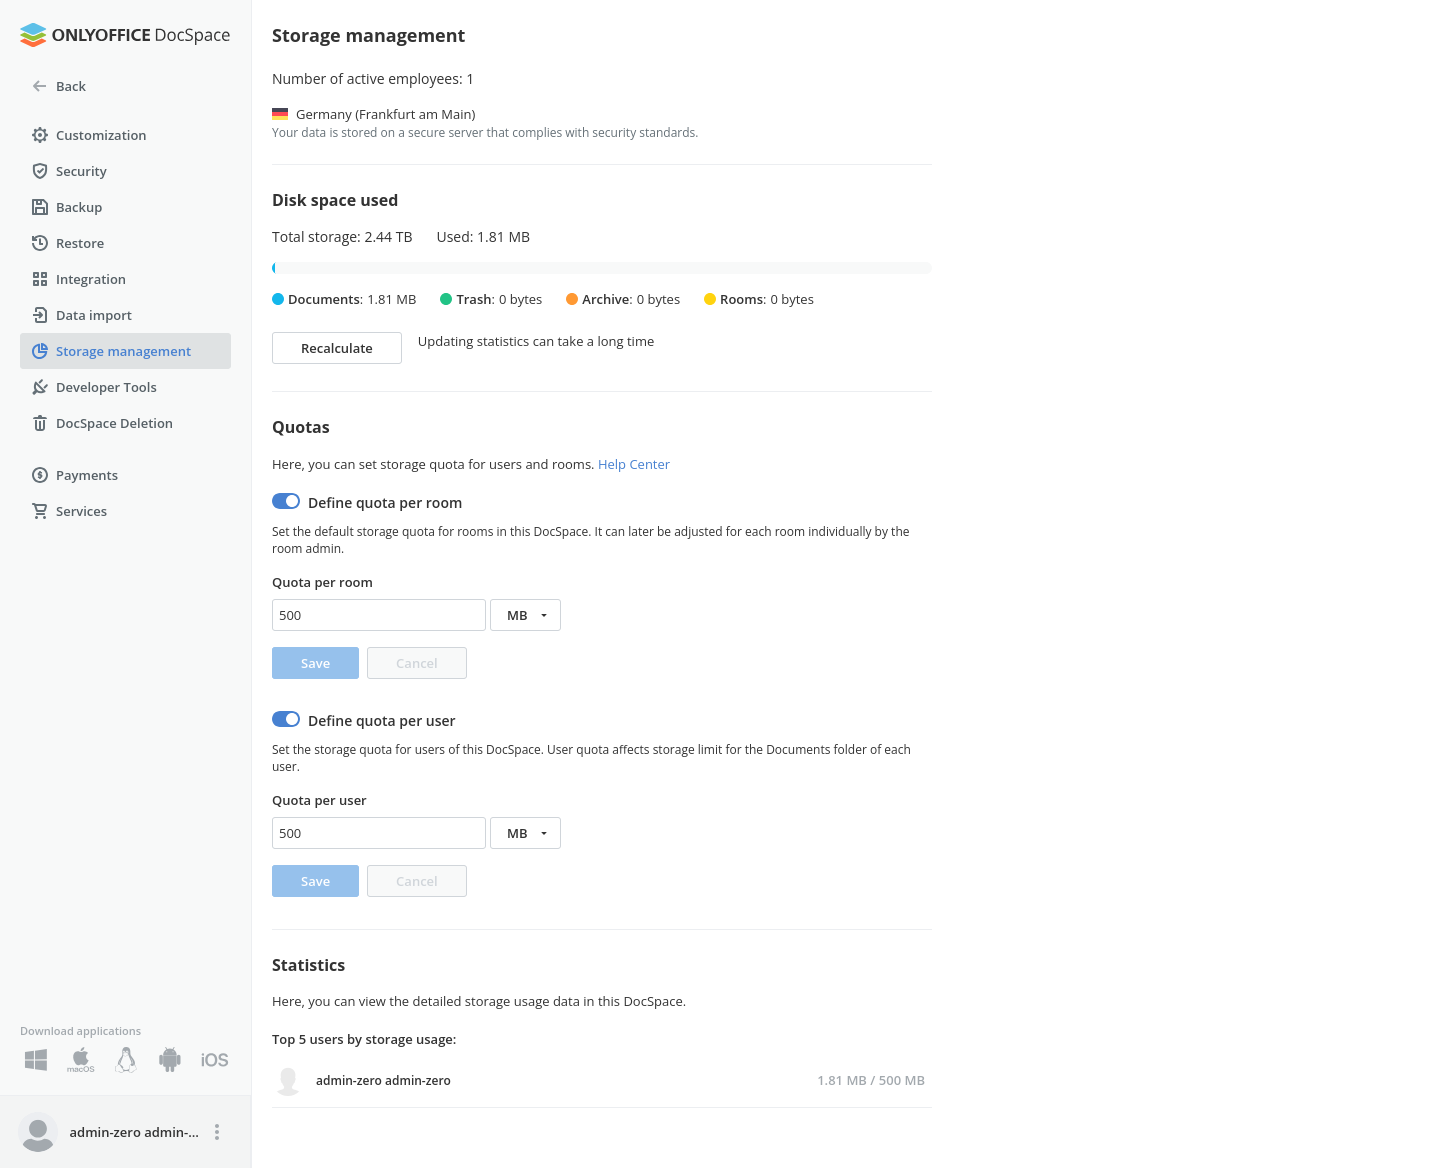 ONLYOFFICE DocSpace
Back
Customization
Security
Backup
Restore
Integration
Data import
Storage management
Developer Tools
DocSpace Deletion
Payments
Services
Download applications
macOS
iOS
admin-zero admin-...
Storage management
Number of active employees: 1
Germany (Frankfurt am Main)
Your data is stored on a secure server that complies with security standards.
Disk space used
Total storage: 2.44 TB Used: 1.81 MB
Documents: 1.81 MB Trash: 0 bytes Archive: 0 bytes Rooms: 0 bytes
Recalculate Updating statistics can take a long time
Quotas
Here, you can set storage quota for users and rooms. Help Center
Define quota per room
Set the default storage quota for rooms in this DocSpace. It can later be adjusted for each room individually by the
room admin.
Quota per room
500 MB
Save Cancel
Define quota per user
Set the storage quota for users of this DocSpace. User quota affects storage limit for the Documents folder of each
user.
Quota per user
500 MB
Save Cancel
Statistics
Here, you can view the detailed storage usage data in this DocSpace.
Top 5 users by storage usage:
admin-zero admin-zero 1.81 MB / 500 MB